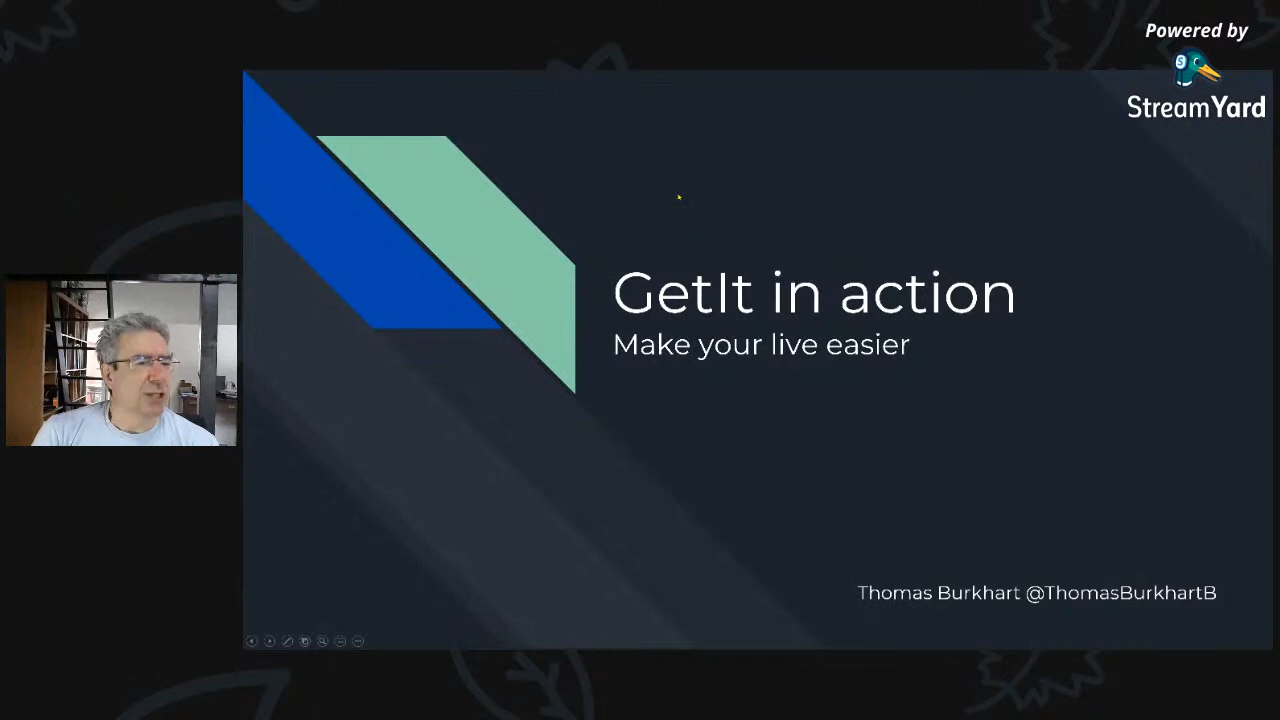 Powered by
StreamYard
GetIt in action
Make your live easier
Thomas Burkhart @ThomasBurkhartB